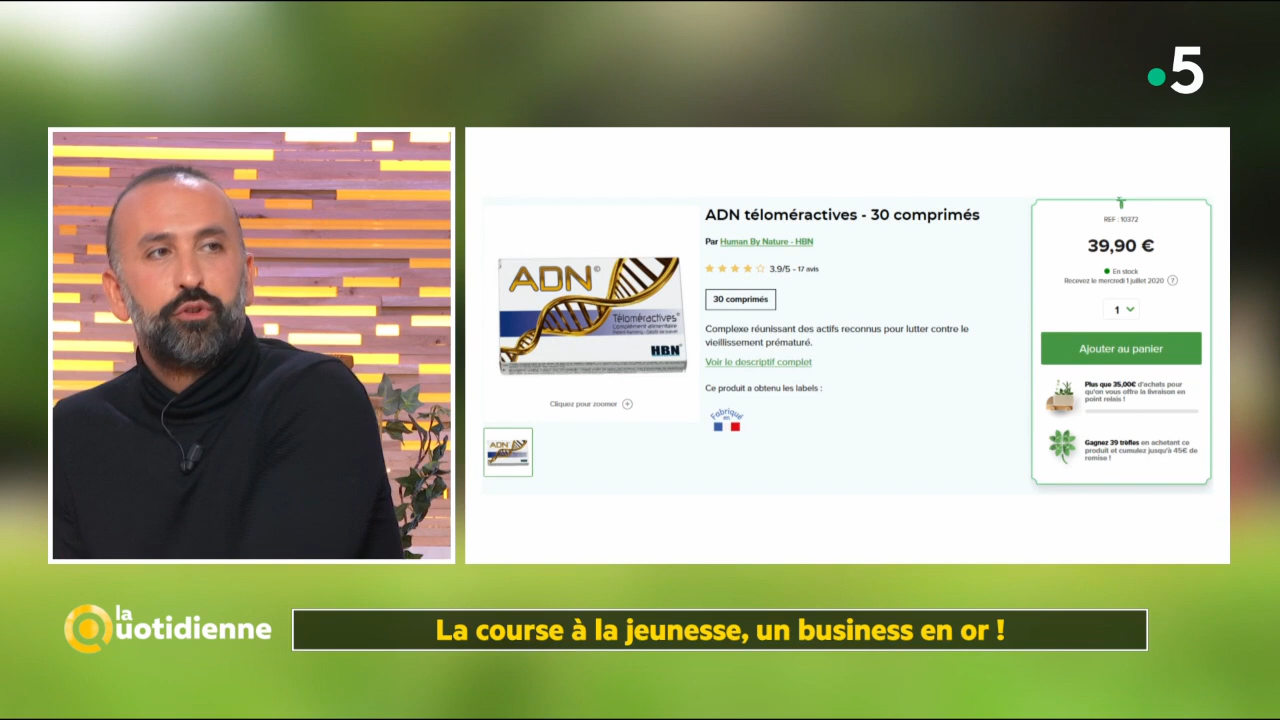 5
ADN téloméractives - 30 comprimés
Par Human By Nature - HBN
3.9/5 - 17 avis
30 comprimés
Complexe réunissant des actifs reconnus pour lutter contre le
vieillissement prématuré.
Voir le descriptif complet
Ce produit a obtenu les labels :
Fabriqué
en
ADN©
Téloméractives®
Complément alimentaire
HBN
Cliquez pour zoomer
ADN
REF : 10372
39,90 €
En stock
Recevez le mercredi 1 juillet 2020 ?
1
Ajouter au panier
Plus que 35,00€ d'achats pour
qu'on vous offre la livraison en
point relais !
Gagnez 39 trèfles en achetant ce
produit et cumulez jusqu'à 45€ de
remise !
la
Quotidienne
La course à la jeunesse, un business en or !